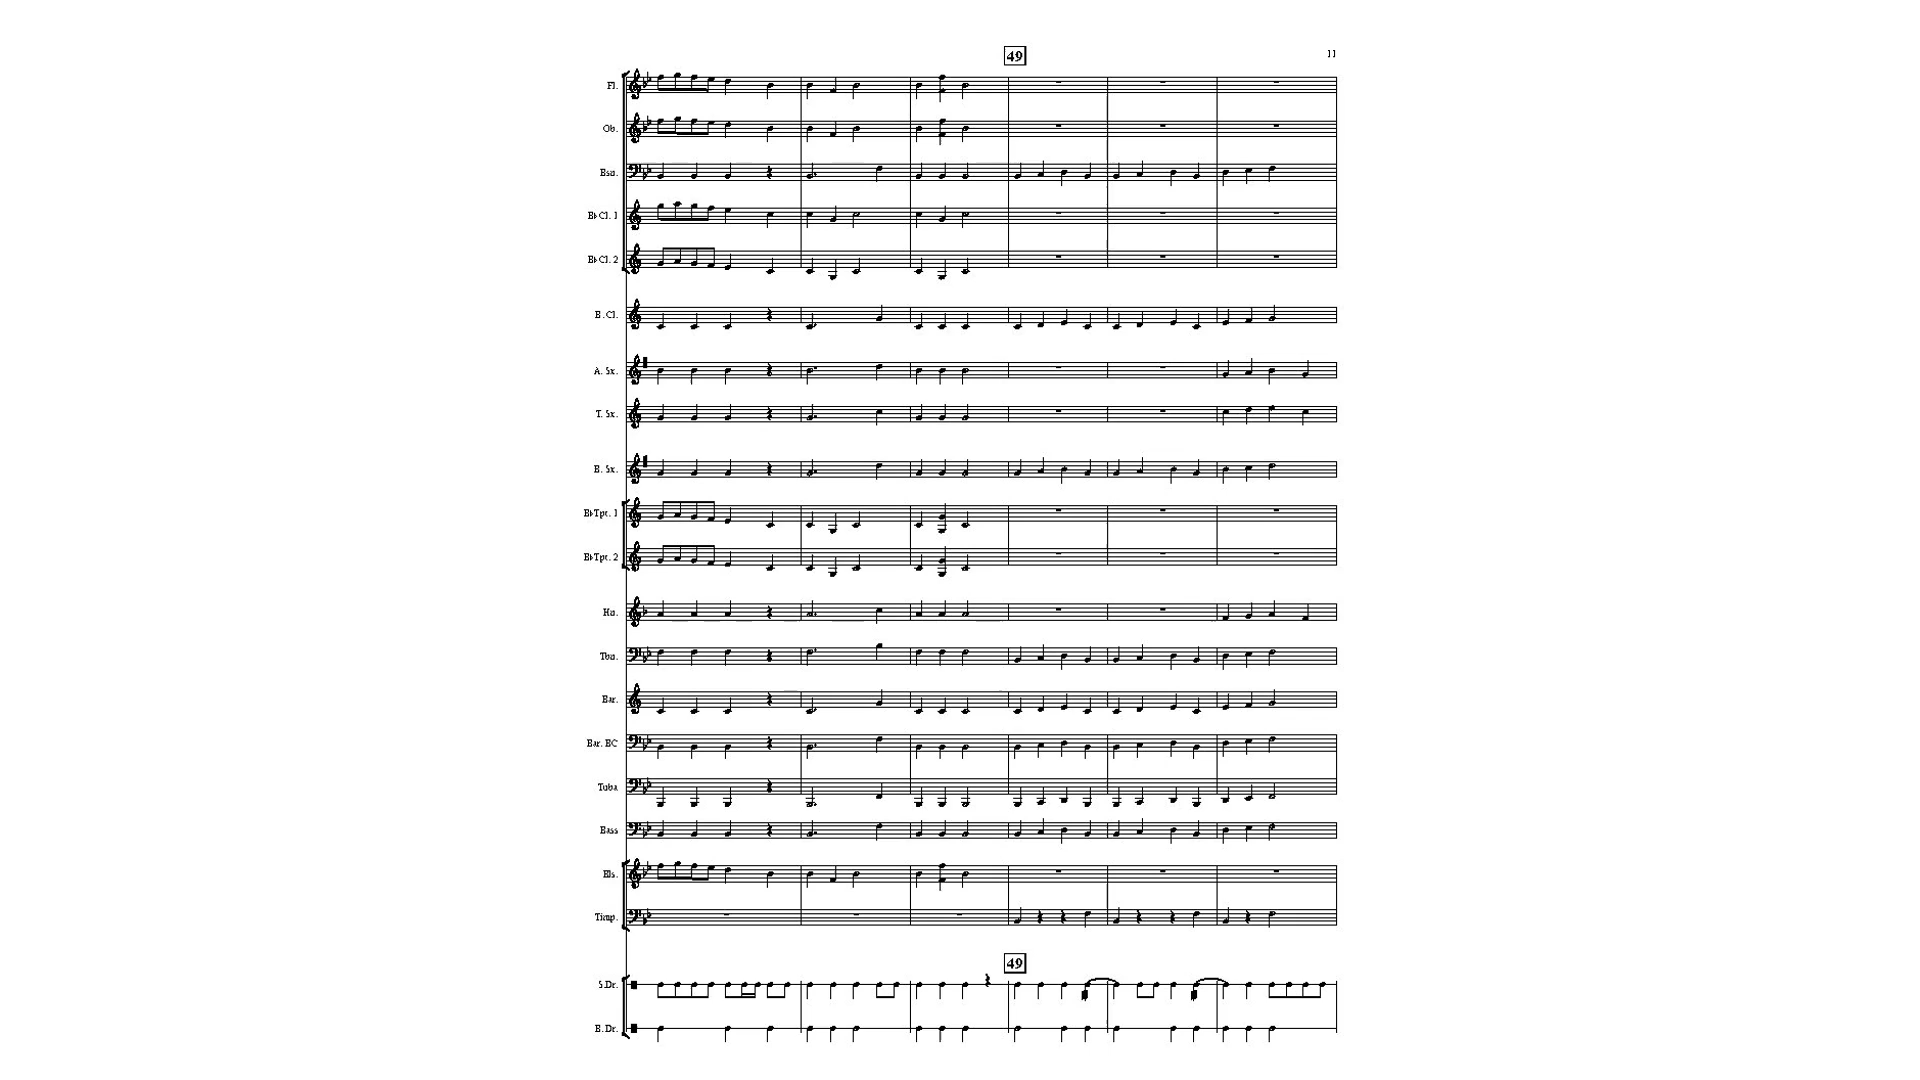 49
11
Fl.
Ob.
Bsn.
B♭ Cl. 1
B♭ Cl. 2
B. Cl.
A. Sx.
T. Sx.
B. Sx.
B♭ Tpt. 1
B♭ Tpt. 2
Hn.
Tbn.
Bar.
Bar. BC
Tuba
Bass
Bls.
Timp.
49
S.Dr.
B. Dr.